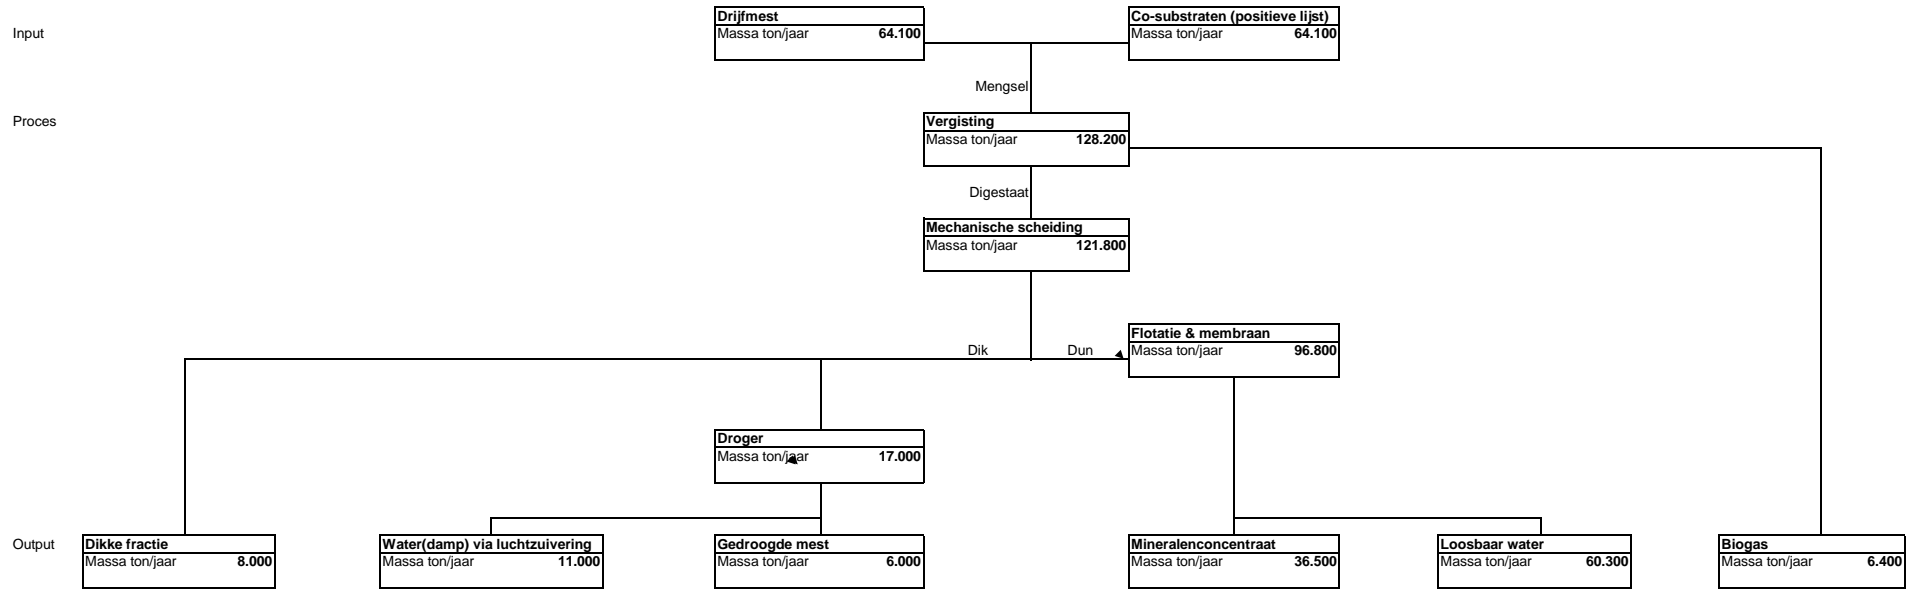 Drijfmest
Co-substraten (positieve lijst)
Input
Massa ton/jaar 64.100
Massa ton/jaar 64.100
Mengsel
Proces
Vergisting
Massa ton/jaar 128.200
Digestaat
Mechanische scheiding
Massa ton/jaar 121.800
Flotatie & membraan
Dik
Dun
Massa ton/jaar 96.800
Droger
Massa ton/jaar 17.000
Output
Dikke fractie
Massa ton/jaar 8.000
Water(damp) via luchtzuivering
Massa ton/jaar 11.000
Gedroogde mest
Massa ton/jaar 6.000
Mineralenconcentraat
Massa ton/jaar 36.500
Loosbaar water
Massa ton/jaar 60.300
Biogas
Massa ton/jaar 6.400